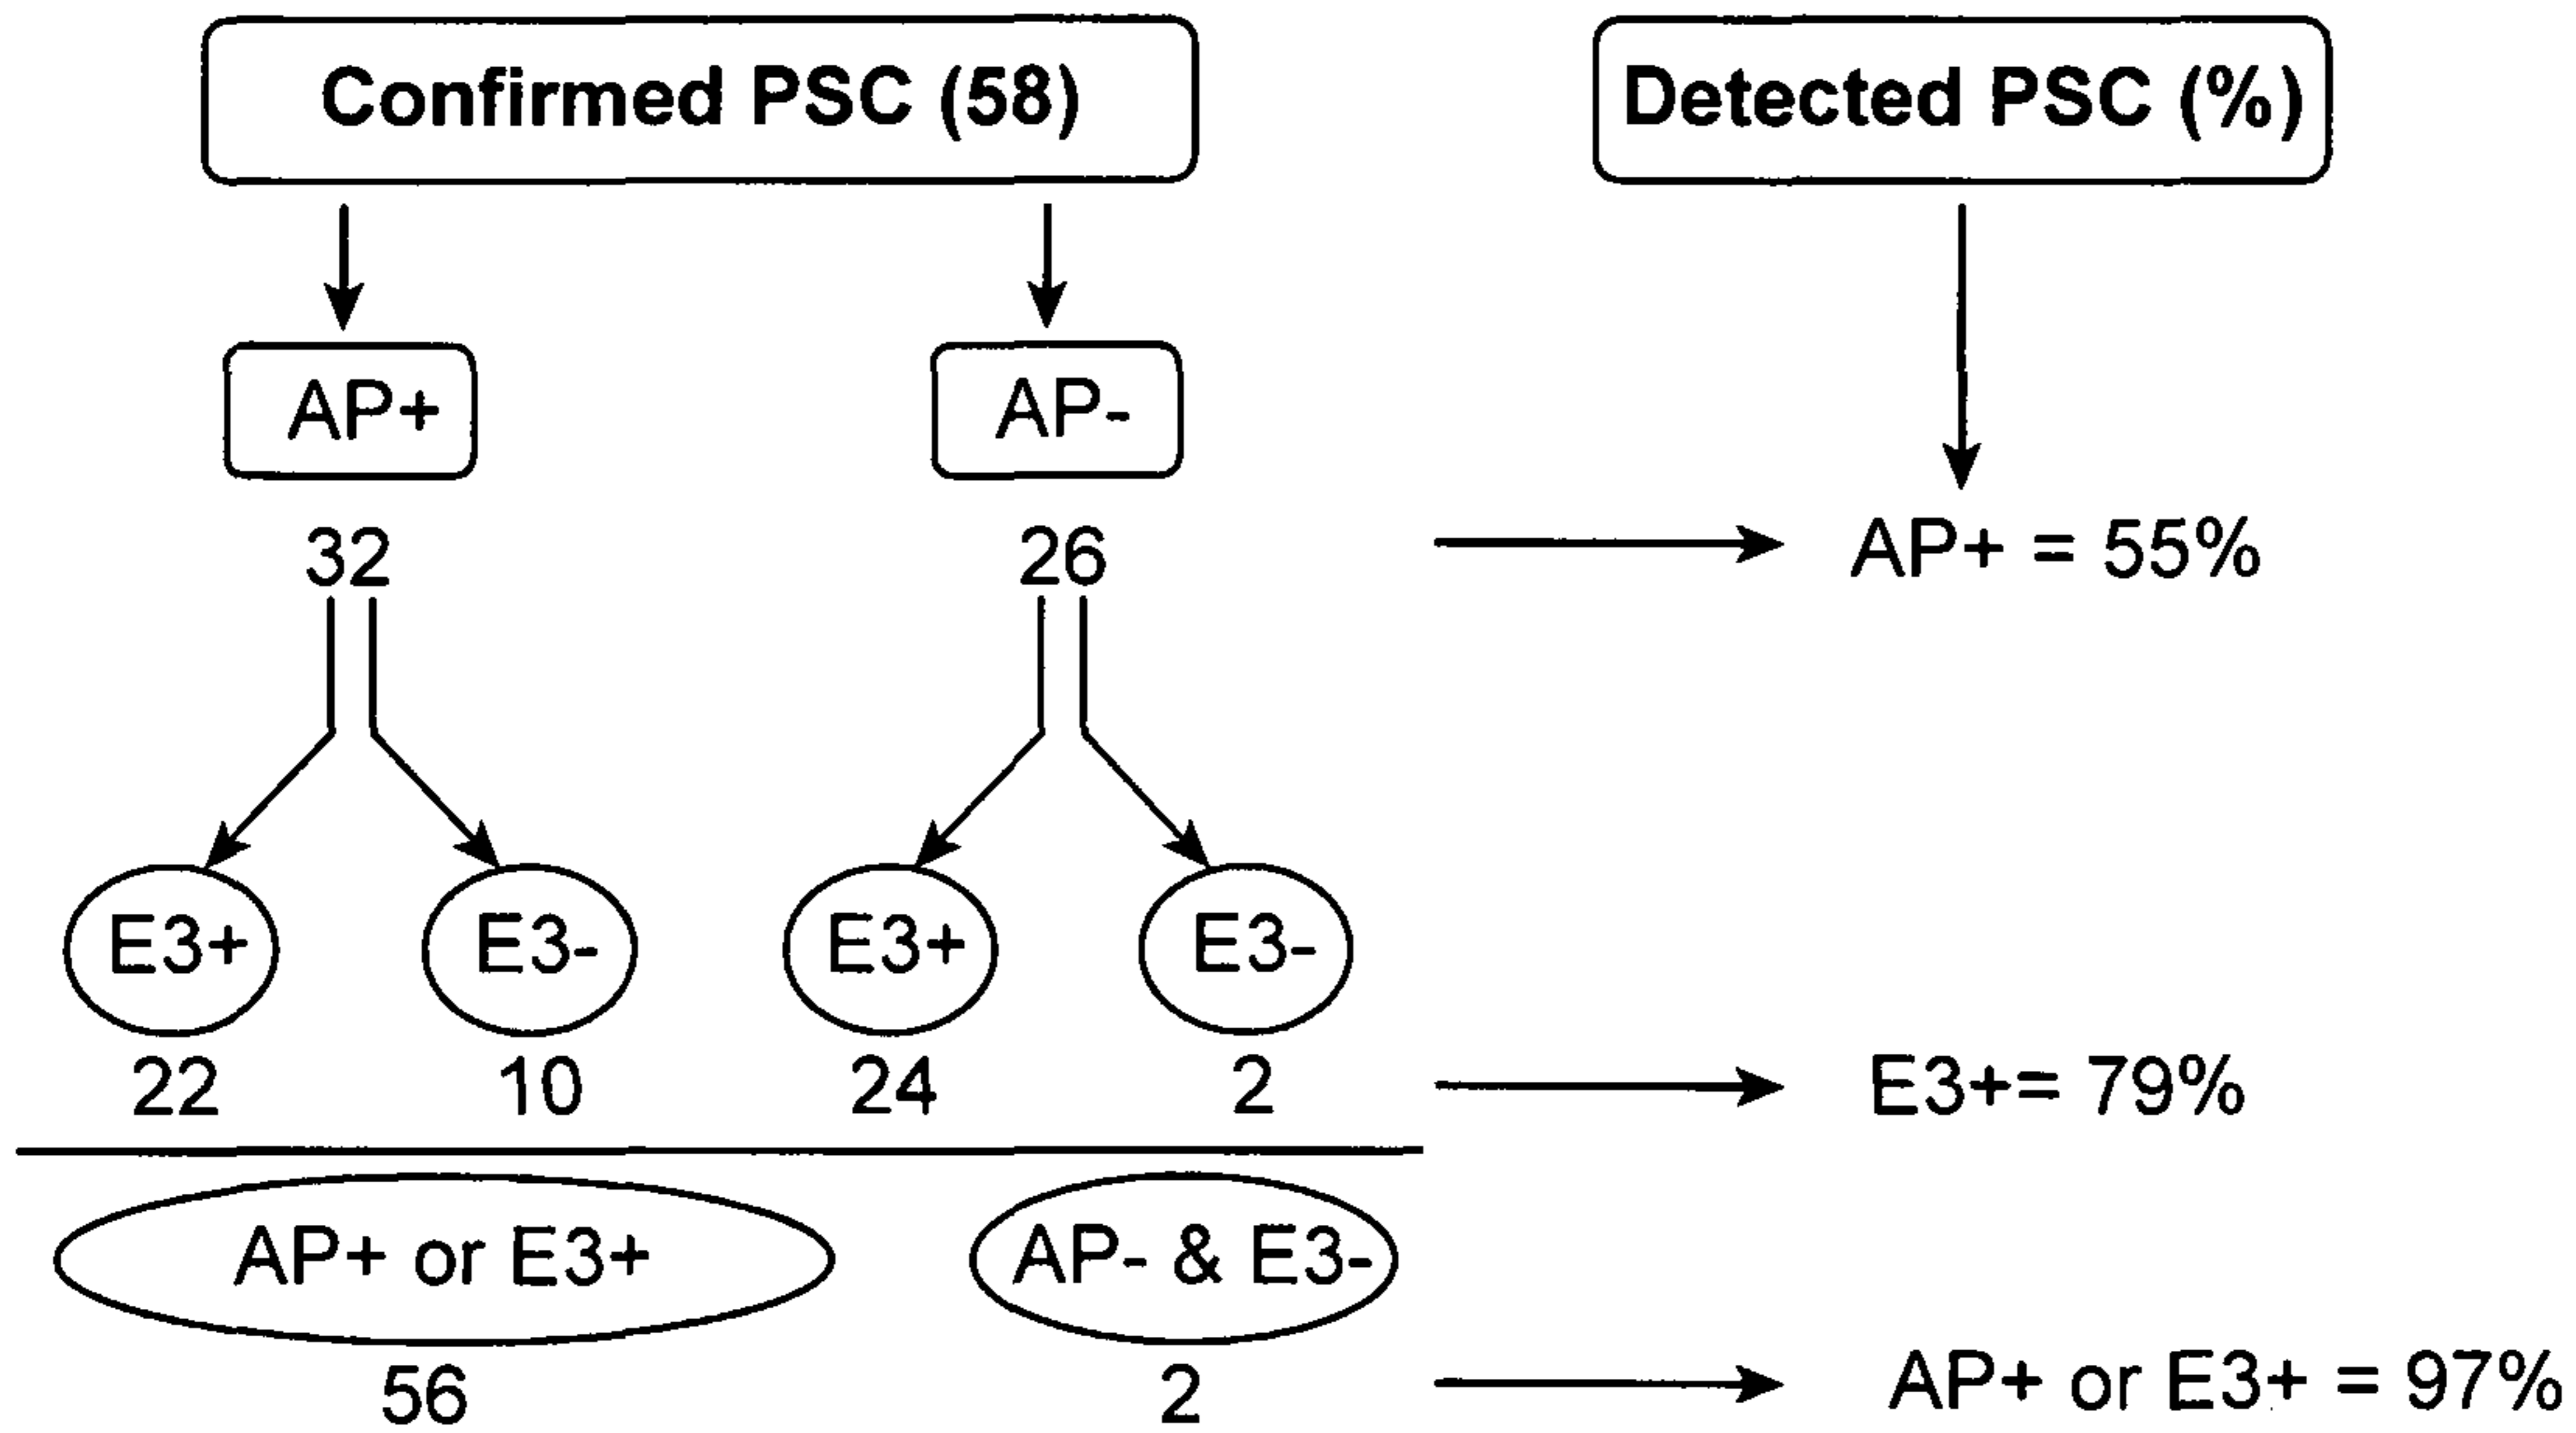 Confirmed PSC (58)
Detected PSC (%)
AP+
AP-
32
26
AP+ = 55%
E3+
E3-
E3+
E3-
22
10
24
2
E3+= 79%
AP+ or E3+
AP- & E3-
56
2
AP+ or E3+ = 97%